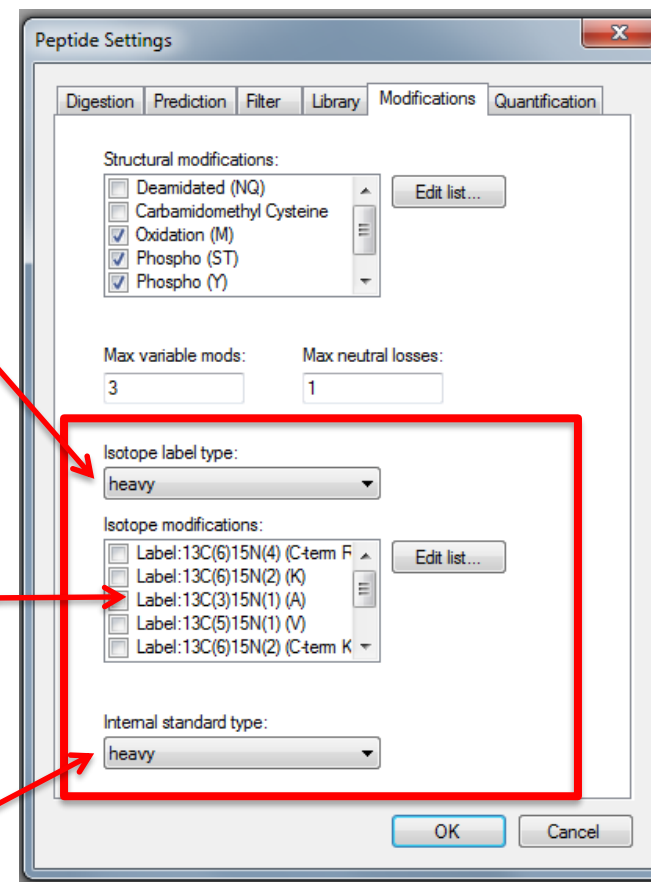 Peptide Settings
x
Digestion Prediction Filter Library Modifications Quantification
Structural modifications:
Deamidated (NQ)
Edit list...
Carbamidomethyl Cysteine
Oxidation (M)
Phospho (ST)
Phospho (Y)
Max variable mods: Max neutral losses:
3 1
Isotope label type:
heavy
Isotope modifications:
Label:13C(6)15N(4) (C-term R
Edit list...
Label:13C(6)15N(2) (K)
Label:13C(3)15N(1) (A)
Label:13C(5)15N(1) (V)
Label:13C(6)15N(2) (C-term K
Internal standard type:
heavy
OK Cancel